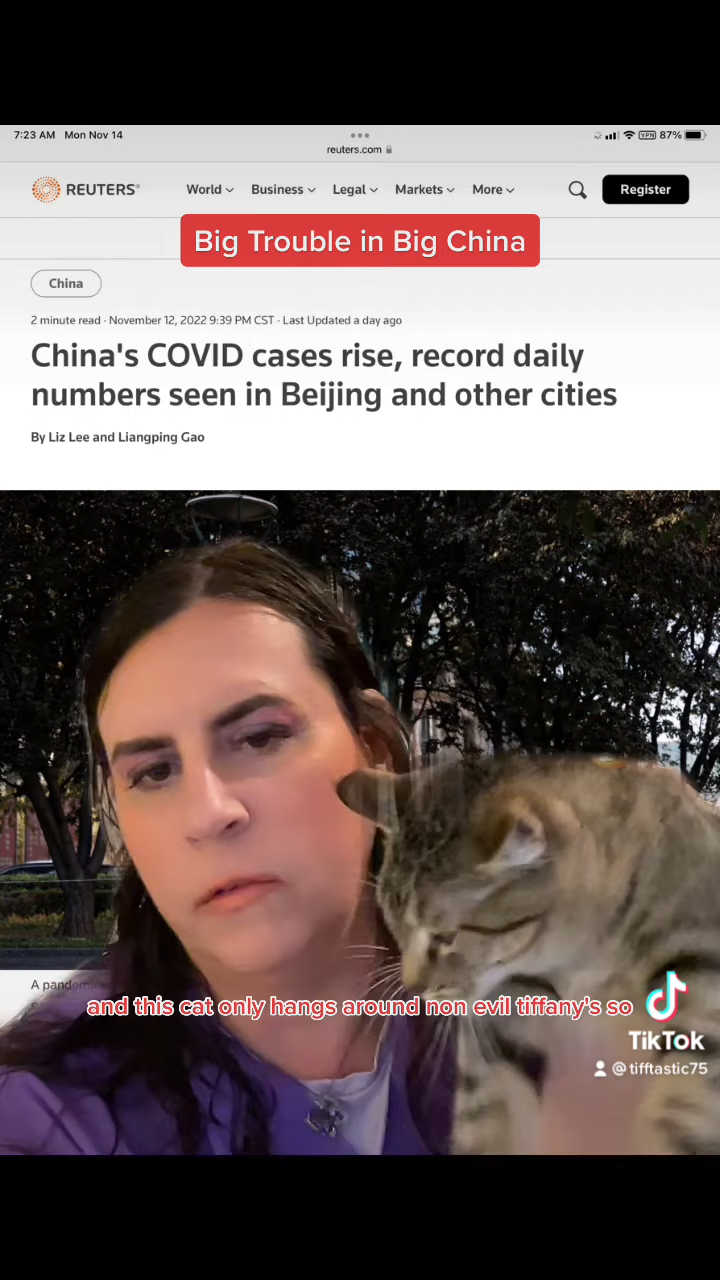 7:23 AM Mon Nov 14
reuters.com
VPN 87%
REUTERS
World Business Legal Markets More Register
Big Trouble in Big China
China
2 minute read · November 12, 2022 9:39 PM CST · Last Updated a day ago
China's COVID cases rise, record daily
numbers seen in Beijing and other cities
By Liz Lee and Liangping Gao
A pandemic
and this cat only hangs around non evil tiffany's so
TikTok
@tifftastic75